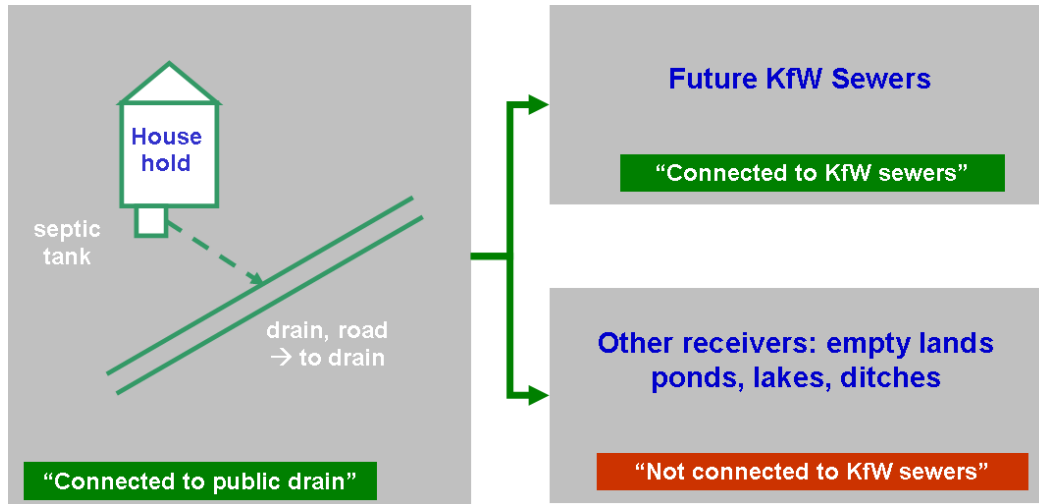 House
hold
septic
tank
drain, road
→ to drain
“Connected to public drain”
Future KfW Sewers
“Connected to KfW sewers”
Other receivers: empty lands
ponds, lakes, ditches
“Not connected to KfW sewers”